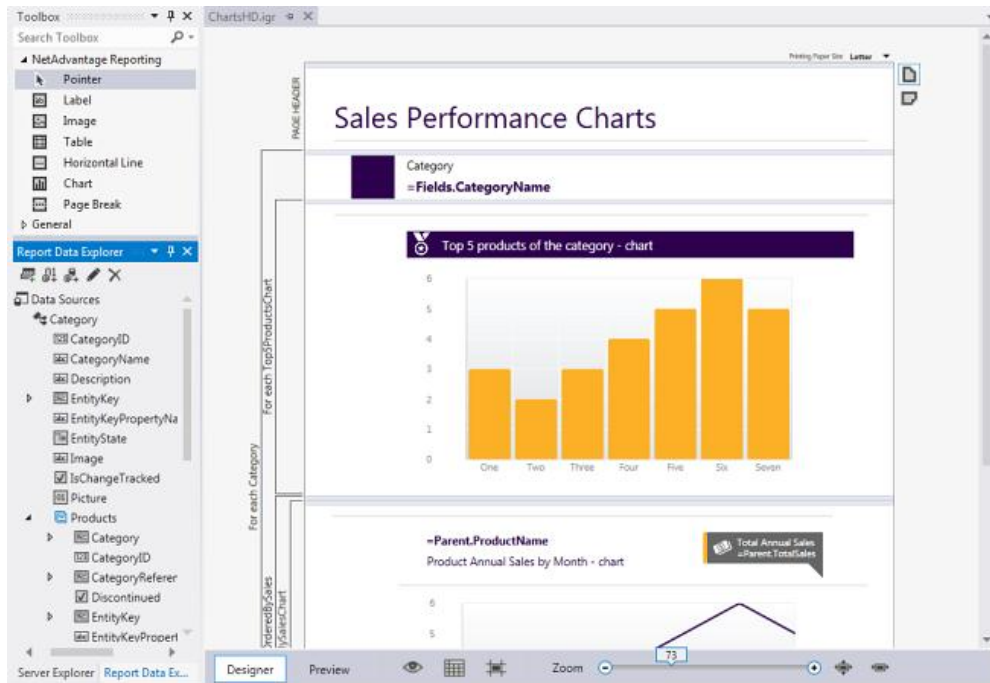 Toolbox
Search Toolbox
NetAdvantage Reporting
Pointer
Label
Image
Table
Horizontal Line
Chart
Page Break
General
Report Data Explorer
Data Sources
Category
CategoryID
CategoryName
Description
EntityKey
EntityKeyPropertyNa
EntityState
Image
IsChangeTracked
Picture
Products
Category
CategoryID
CategoryReferer
Discontinued
EntityKey
EntityKeyPropert
Server Explorer Report Data Ex...
ChartsHD.igr
Printing Paper Size Letter
PAGE HEADER
Sales Performance Charts
For each Category
Category
=Fields.CategoryName
For each Top5ProductsChart
Top 5 products of the category - chart
6
5
4
3
2
1
0
One Two Three Four Five Six Seven
=Parent.ProductName
Product Annual Sales by Month - chart
Total Annual Sales
=Parent.TotalSales
6
5
Designer Preview Zoom 73